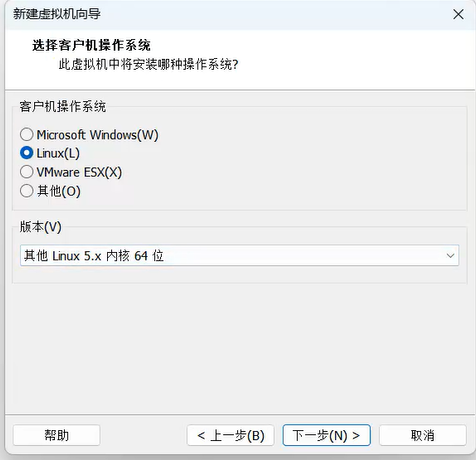 新建虚拟机向导
选择客户机操作系统
此虚拟机中将安装哪种操作系统?
客户机操作系统
Microsoft Windows(W)
Linux(L)
VMware ESX(X)
其他(O)
版本(V)
其他 Linux 5.x 内核 64 位
帮助
< 上一步(B)
下一步(N) >
取消